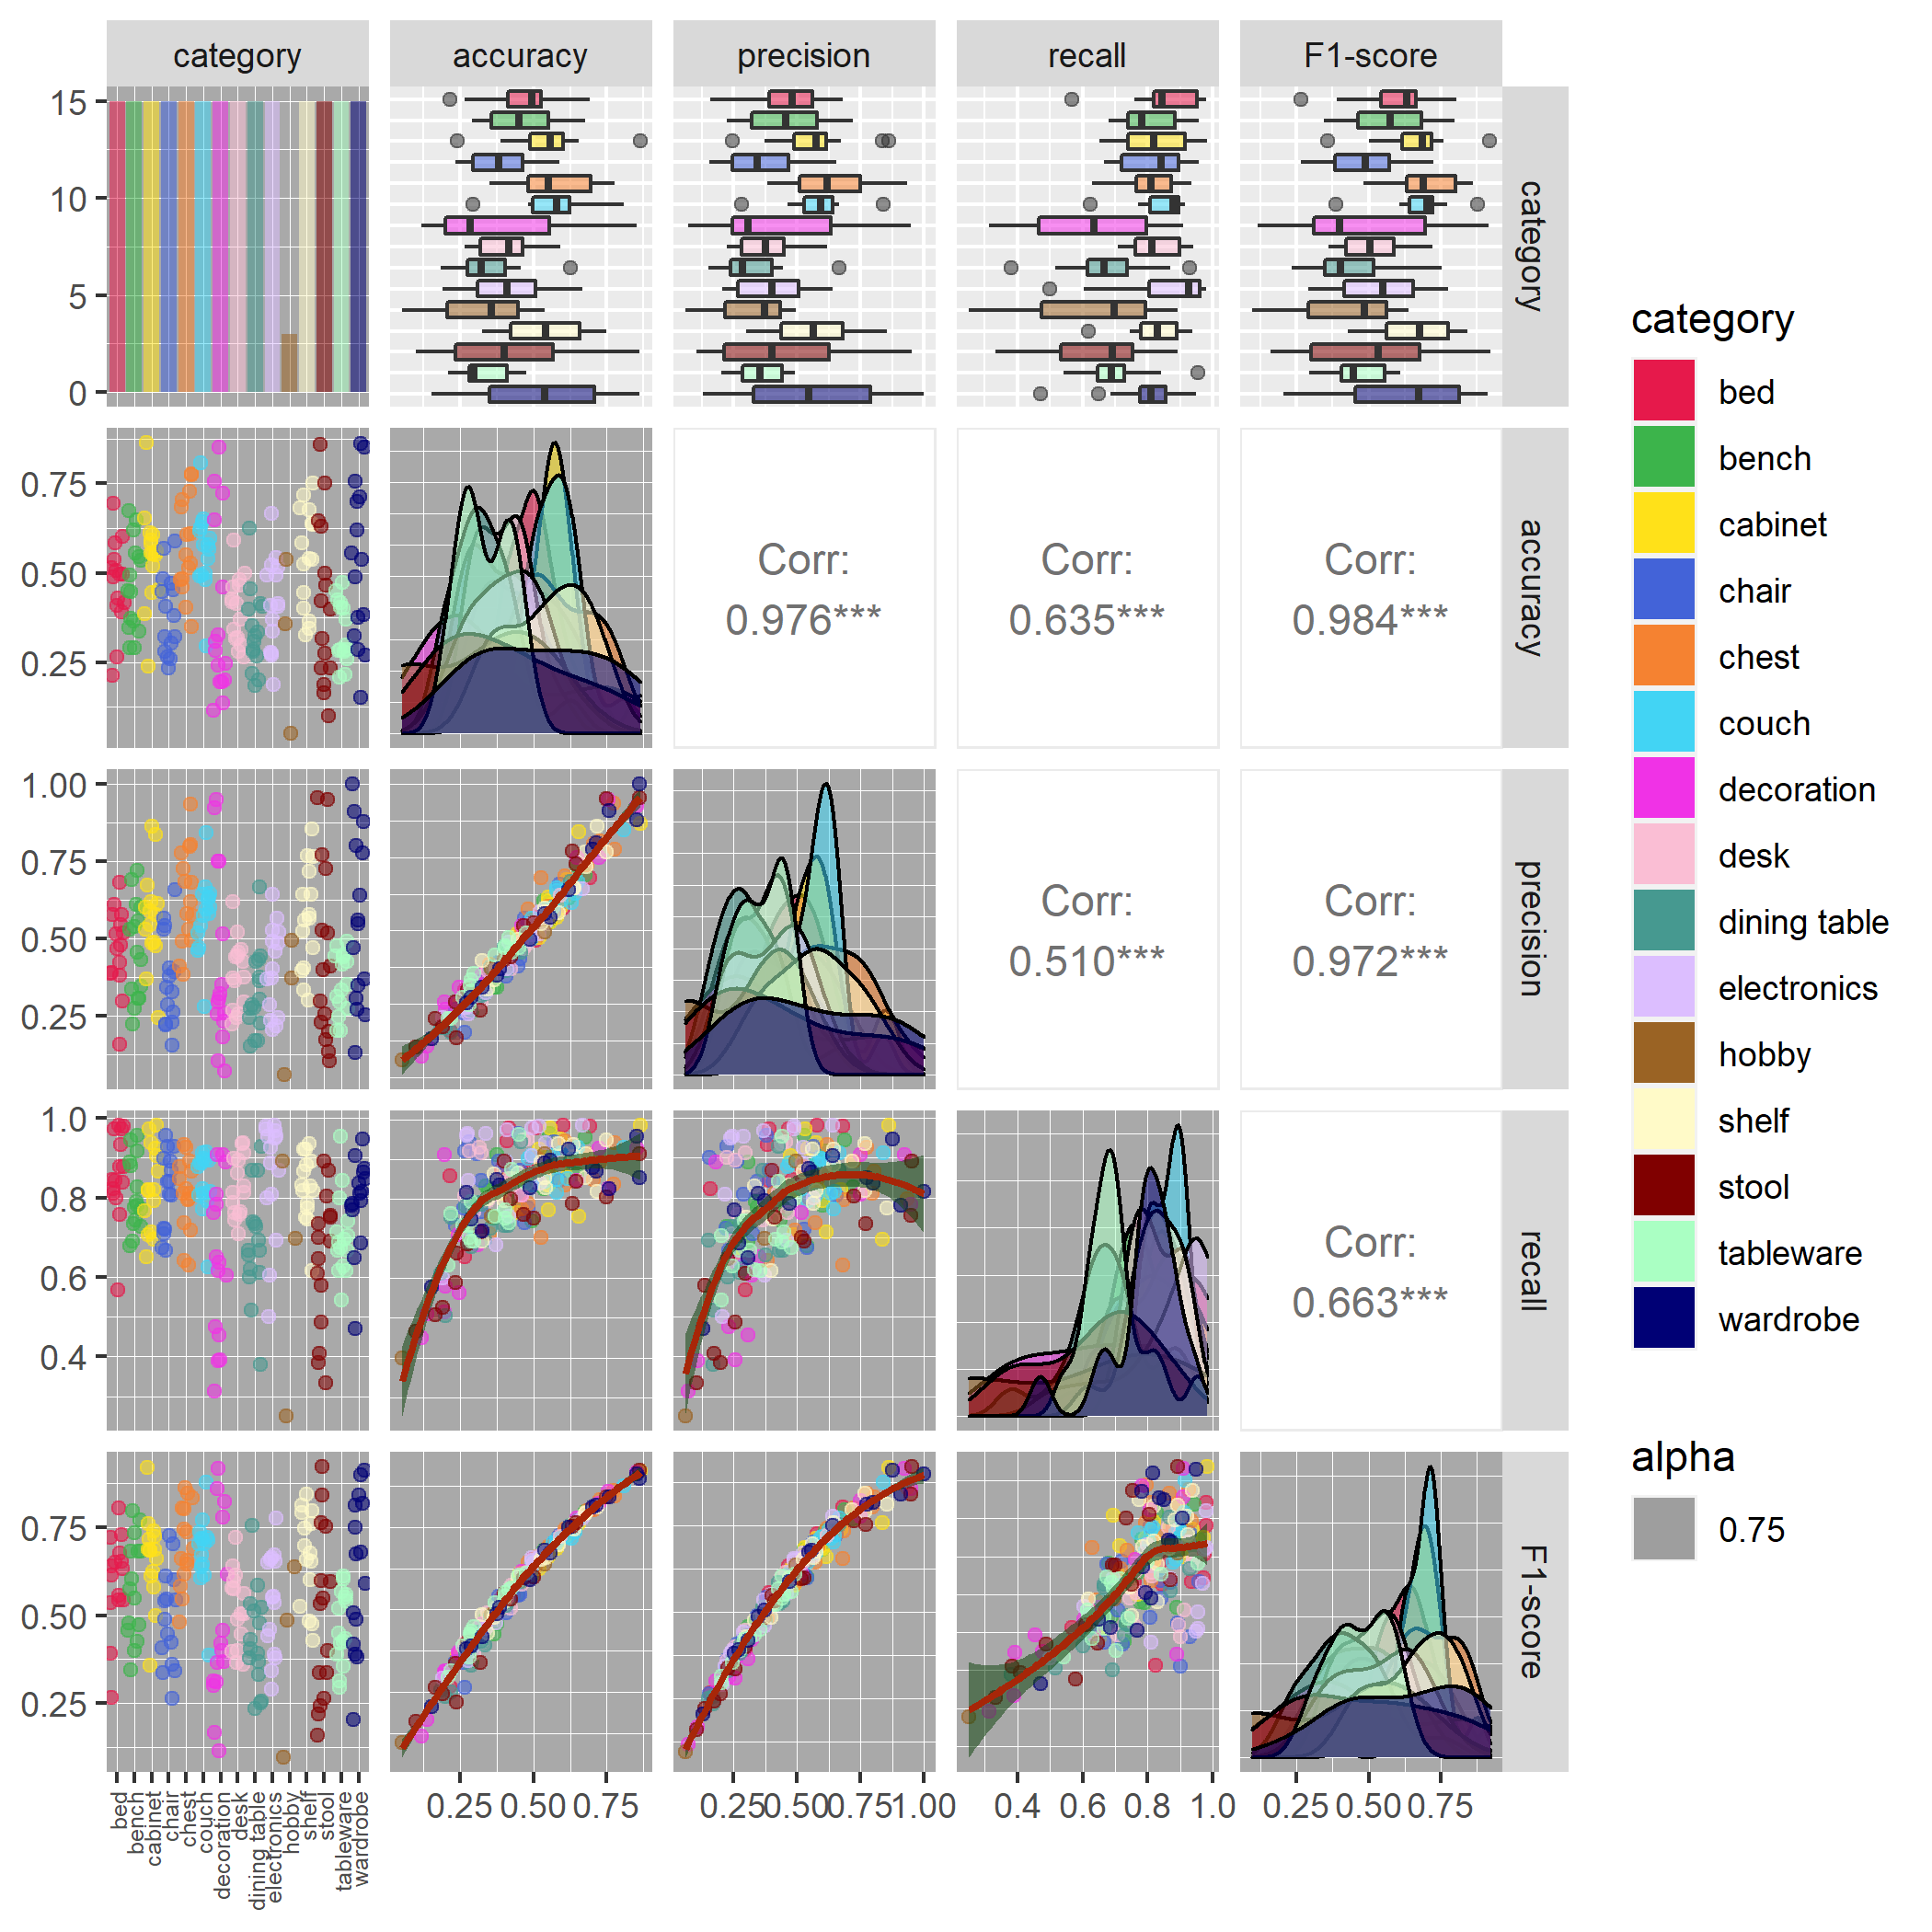 category
accuracy
precision
recall
F1-score
15
10
5
0
category
0.75
0.50
0.25
Corr:
0.976***
Corr:
0.635***
Corr:
0.984***
accuracy
1.00
0.75
0.50
0.25
Corr:
0.510***
Corr:
0.972***
precision
1.0
0.8
0.6
0.4
Corr:
0.663***
recall
0.75
0.50
0.25
F1-score
bed
bench
cabinet
chair
chest
couch
decoration
desk
dining table
electronics
hobby
shelf
stool
tableware
wardrobe
0.25 0.50 0.75
0.25 0.50 0.75 1.00
0.4 0.6 0.8 1.0
0.25 0.50 0.75
category
bed
bench
cabinet
chair
chest
couch
decoration
desk
dining table
electronics
hobby
shelf
stool
tableware
wardrobe
alpha
0.75